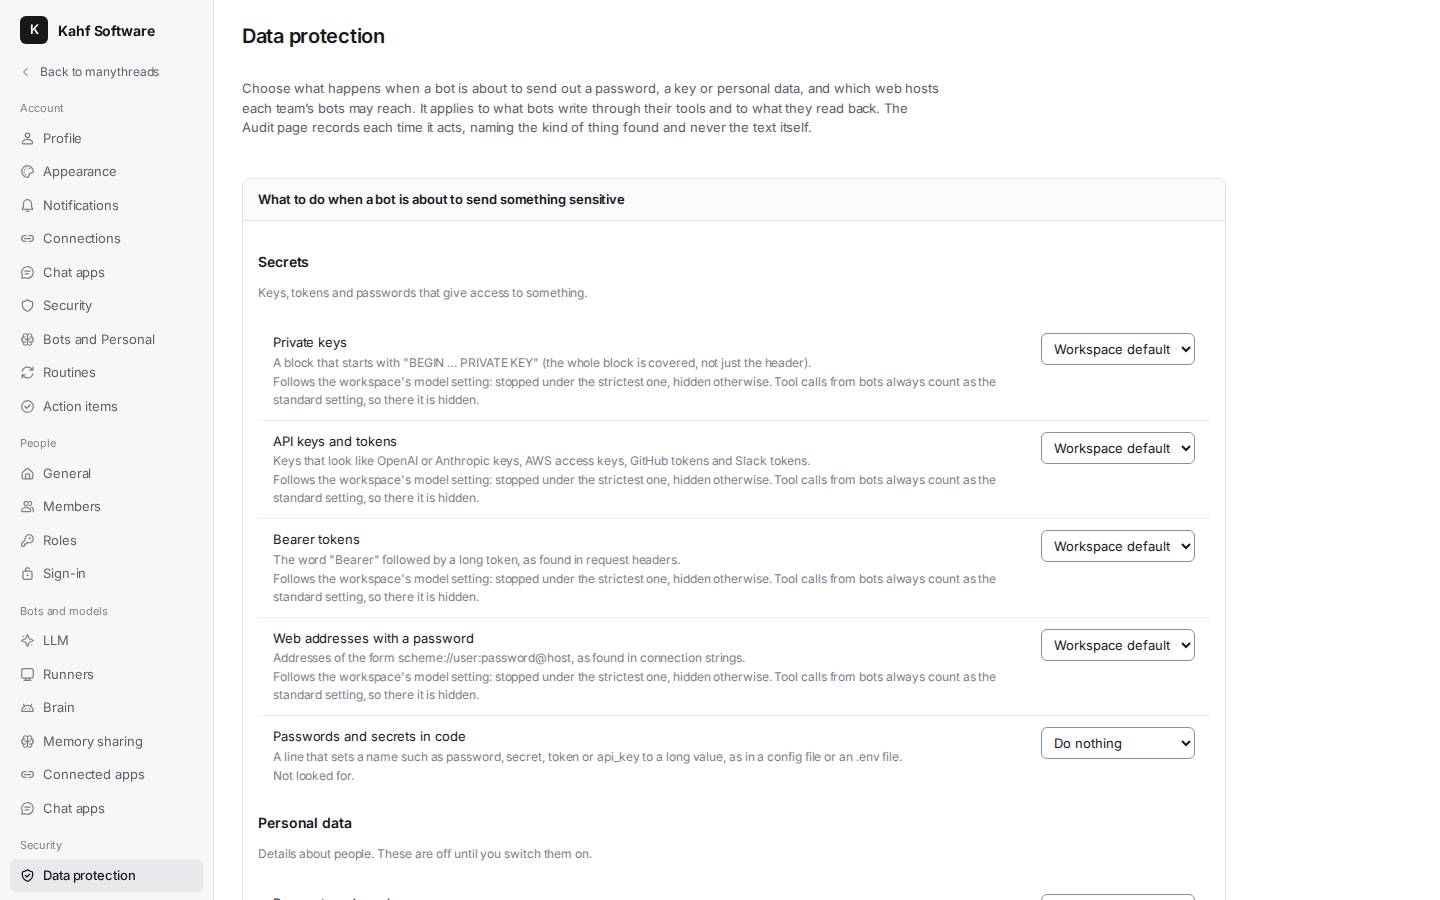 K Kahf Software
Back to manythreads
Account
Profile
Appearance
Notifications
Connections
Chat apps
Security
Bots and Personal
Routines
Action items
People
General
Members
Roles
Sign-in
Bots and models
LLM
Runners
Brain
Memory sharing
Connected apps
Chat apps
Security
Data protection
Data protection
Choose what happens when a bot is about to send out a password, a key or personal data, and which web hosts
each team's bots may reach. It applies to what bots write through their tools and to what they read back. The
Audit page records each time it acts, naming the kind of thing found and never the text itself.
What to do when a bot is about to send something sensitive
Secrets
Keys, tokens and passwords that give access to something.
Private keys
Workspace default
A block that starts with "BEGIN ... PRIVATE KEY" (the whole block is covered, not just the header).
Follows the workspace's model setting: stopped under the strictest one, hidden otherwise. Tool calls from bots always count as the
standard setting, so there it is hidden.
API keys and tokens
Workspace default
Keys that look like OpenAI or Anthropic keys, AWS access keys, GitHub tokens and Slack tokens.
Follows the workspace's model setting: stopped under the strictest one, hidden otherwise. Tool calls from bots always count as the
standard setting, so there it is hidden.
Bearer tokens
Workspace default
The word "Bearer" followed by a long token, as found in request headers.
Follows the workspace's model setting: stopped under the strictest one, hidden otherwise. Tool calls from bots always count as the
standard setting, so there it is hidden.
Web addresses with a password
Workspace default
Addresses of the form scheme://user:password@host, as found in connection strings.
Follows the workspace's model setting: stopped under the strictest one, hidden otherwise. Tool calls from bots always count as the
standard setting, so there it is hidden.
Passwords and secrets in code
Do nothing
A line that sets a name such as password, secret, token or api_key to a long value, as in a config file or an .env file.
Not looked for.
Personal data
Details about people. These are off until you switch them on.